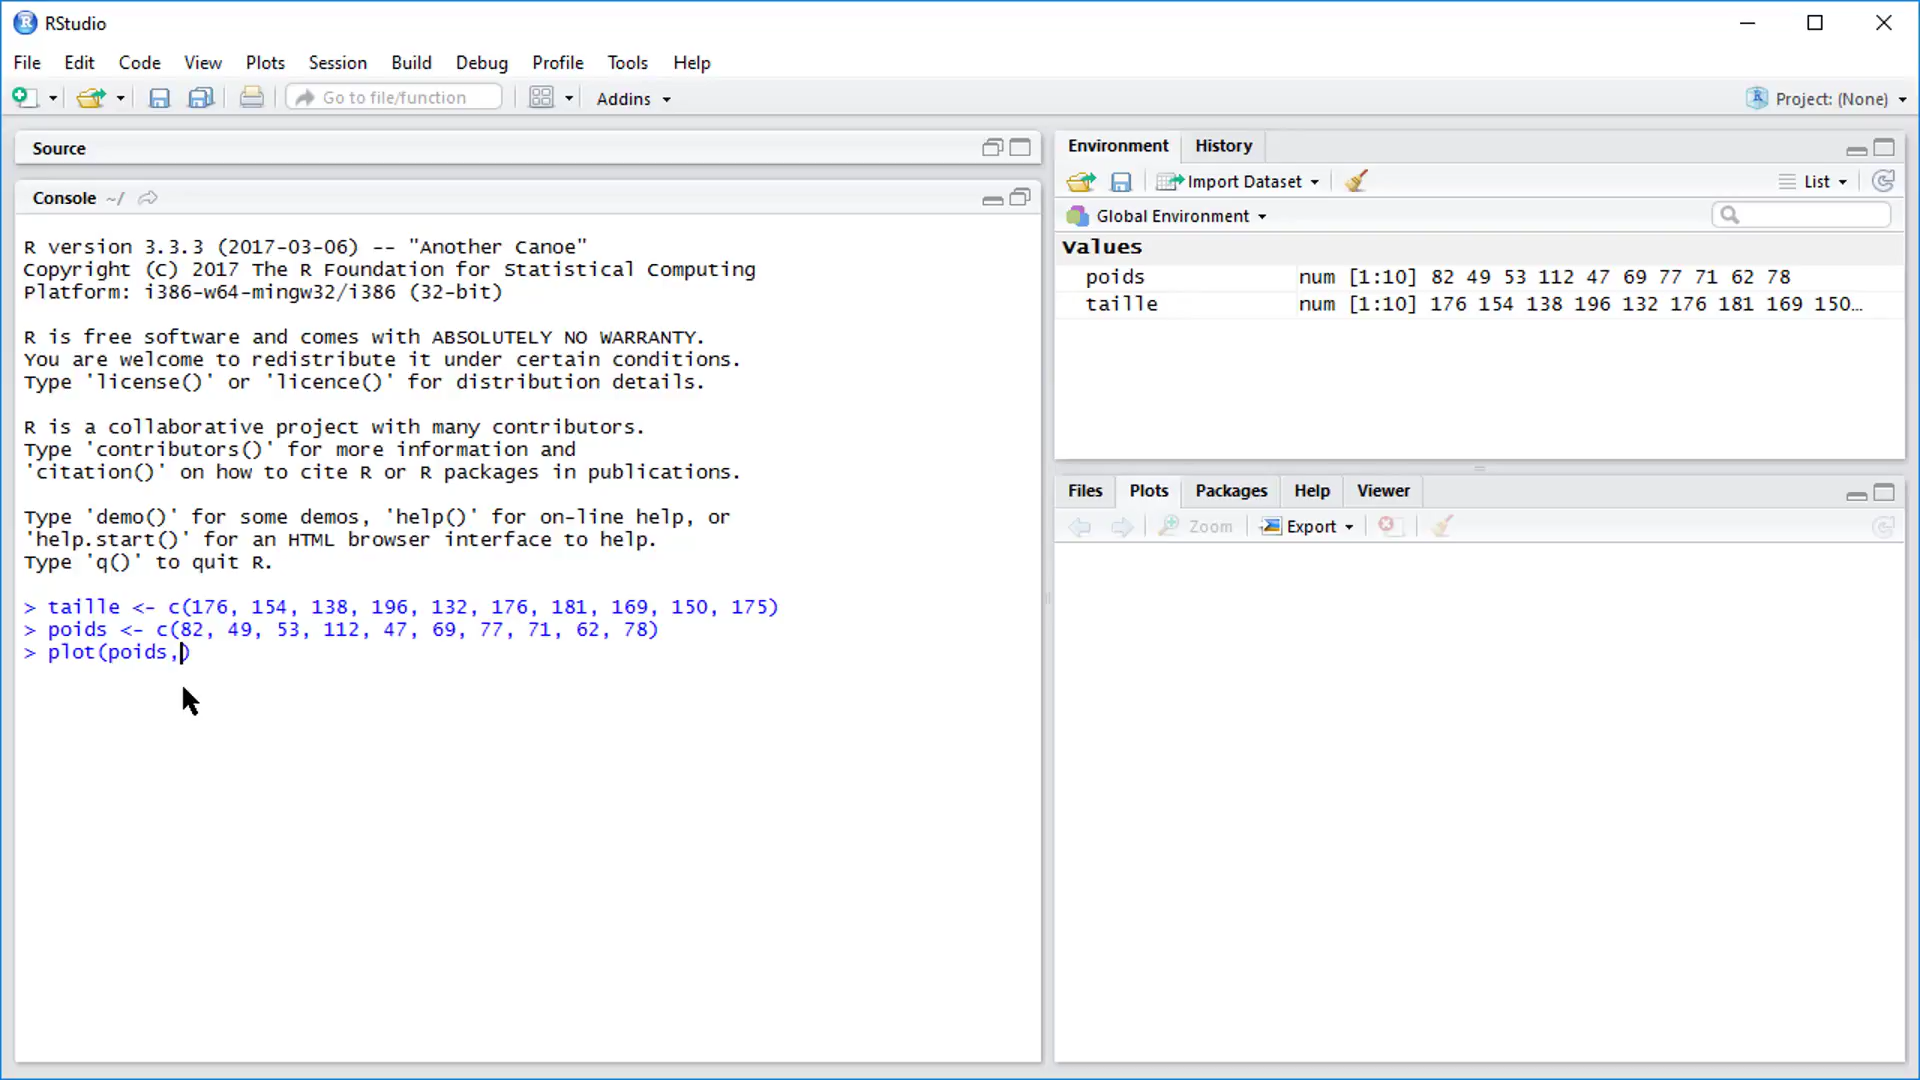 RStudio
File Edit Code View Plots Session Build Debug Profile Tools Help
Go to file/function Addins Project: (None)
Source
Console ~/
R version 3.3.3 (2017-03-06) -- "Another Canoe"
Copyright (C) 2017 The R Foundation for Statistical Computing
Platform: i386-w64-mingw32/i386 (32-bit)
R is free software and comes with ABSOLUTELY NO WARRANTY.
You are welcome to redistribute it under certain conditions.
Type 'license()' or 'licence()' for distribution details.
R is a collaborative project with many contributors.
Type 'contributors()' for more information and
'citation()' on how to cite R or R packages in publications.
Type 'demo()' for some demos, 'help()' for on-line help, or
'help.start()' for an HTML browser interface to help.
Type 'q()' to quit R.
> taille <- c(176, 154, 138, 196, 132, 176, 181, 169, 150, 175)
> poids <- c(82, 49, 53, 112, 47, 69, 77, 71, 62, 78)
> plot(poids,)
Environment History
Import Dataset List
Global Environment
Values
poids num [1:10] 82 49 53 112 47 69 77 71 62 78
taille num [1:10] 176 154 138 196 132 176 181 169 150…
Files Plots Packages Help Viewer
Zoom Export